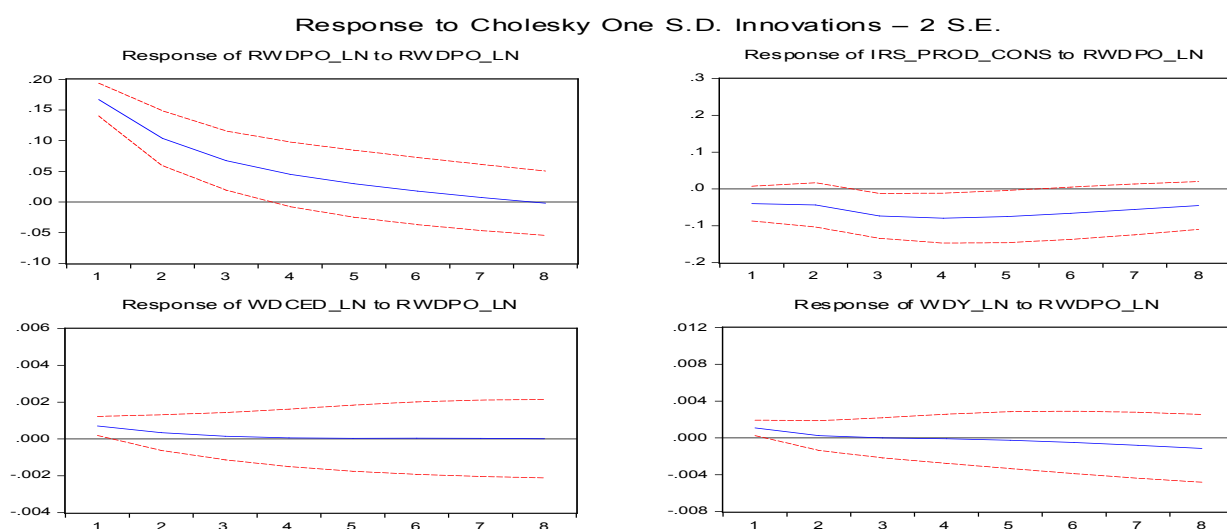 Response to Cholesky One S.D. Innovations – 2 S.E.
Response of RWDPO_LN to RWDPO_LN
.20
.15
.10
.05
.00
-.05
-.10
1 2 3 4 5 6 7 8
Response of IRS_PROD_CONS to RWDPO_LN
.3
.2
.1
.0
-.1
-.2
1 2 3 4 5 6 7 8
Response of WDCED_LN to RWDPO_LN
.006
.004
.002
.000
-.002
-.004
1 2 3 4 5 6 7 8
Response of WDY_LN to RWDPO_LN
.012
.008
.004
.000
-.004
-.008
1 2 3 4 5 6 7 8